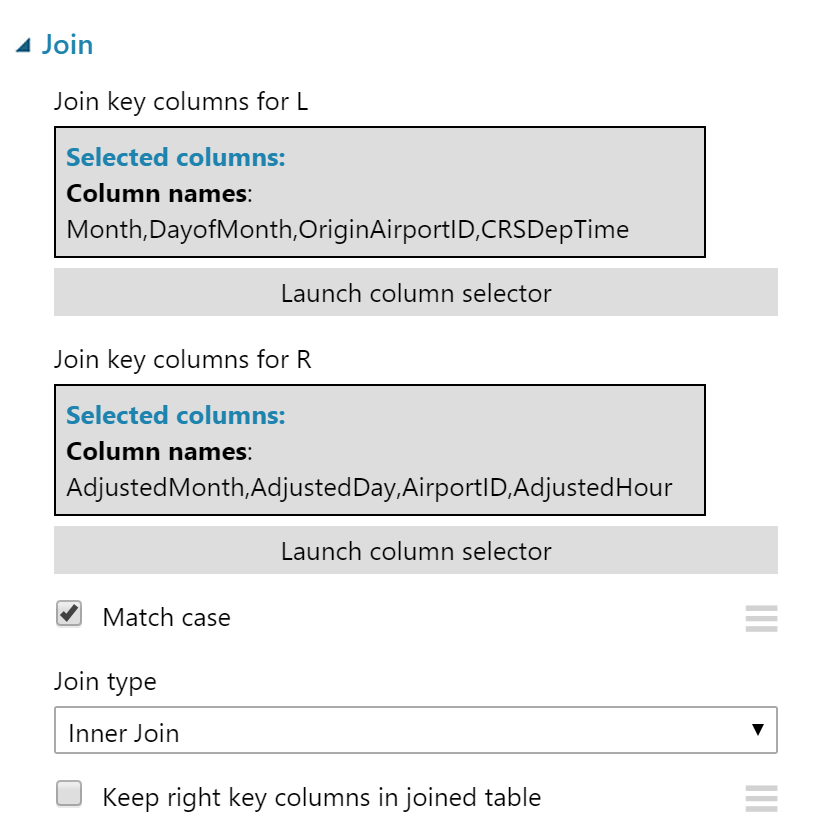 Join
Join key columns for L
Selected columns:
Column names:
Month,DayofMonth,OriginAirportID,CRSDepTime
Launch column selector
Join key columns for R
Selected columns:
Column names:
AdjustedMonth,AdjustedDay,AirportID,AdjustedHour
Launch column selector
Match case
Join type
Inner Join
Keep right key columns in joined table